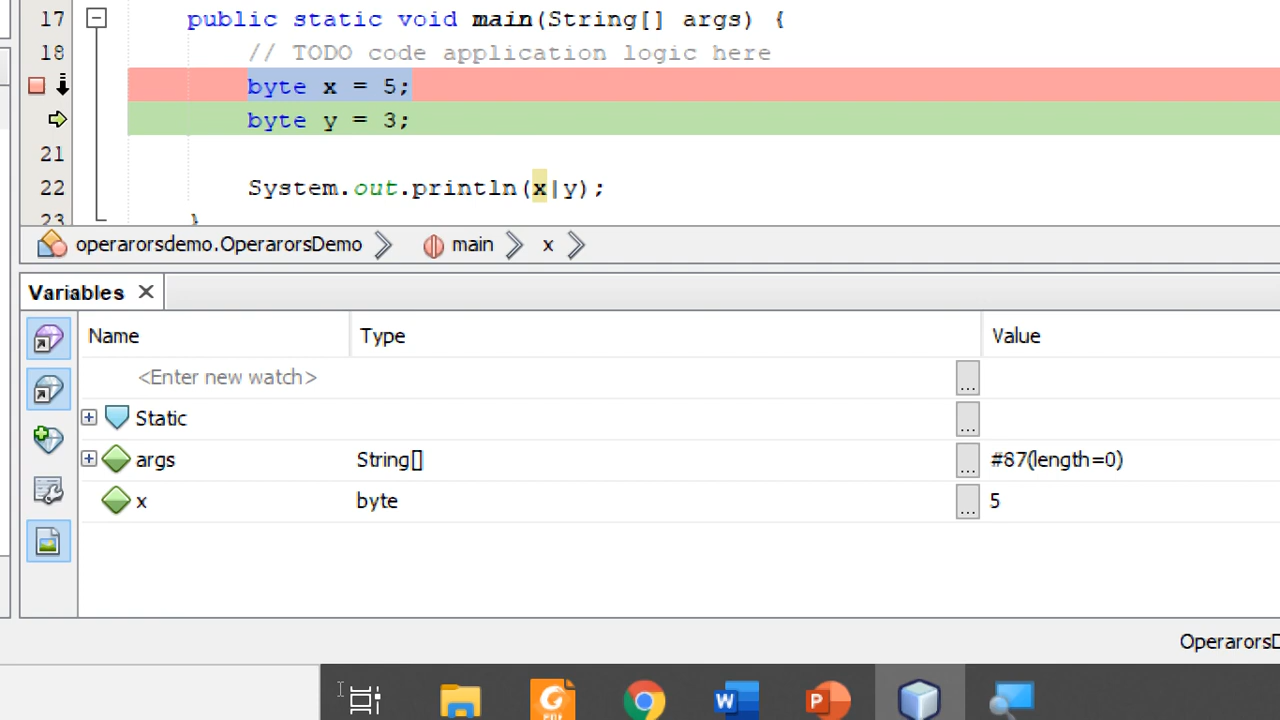 17 public static void main(String[] args) {
18 // TODO code application logic here
byte x = 5;
byte y = 3;
21
22 System.out.println(x|y);
23 }
operarorsdemo.OperarorsDemo main x
Variables
Name Type Value
<Enter new watch> ...
Static ...
args String[] ... #87(length=0)
x byte ... 5
OperarorsD
W P
PDF